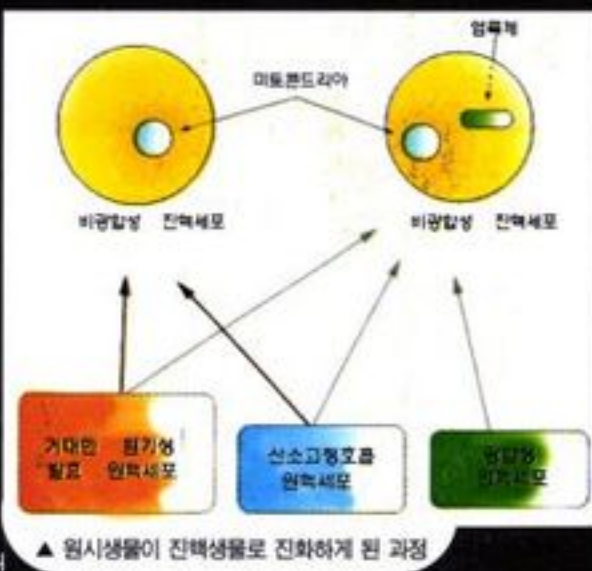 엽록체
미토콘드리아
비광합성 진핵세포
비광합성 진핵세포
거대한 혐기성
발효 원핵세포
산소고형호흡
원핵세포
광합성
원핵세포
▲ 원시생물이 진핵생물로 진화하게 된 과정